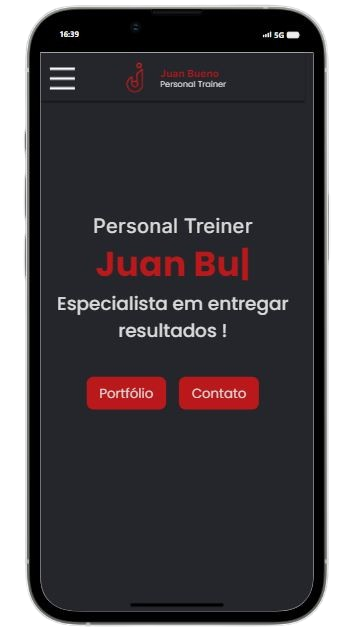 16:39
5G
Juan Bueno
Personal Trainer
Personal Treiner
Juan Bu|
Especialista em entregar
resultados !
Portfólio
Contato